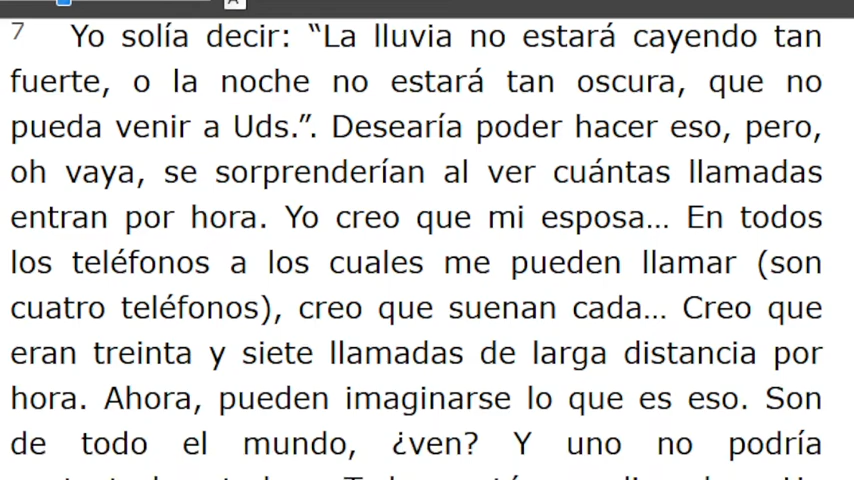 7 Yo solía decir: “La lluvia no estará cayendo tan
fuerte, o la noche no estará tan oscura, que no
pueda venir a Uds.”. Desearía poder hacer eso, pero,
oh vaya, se sorprenderían al ver cuántas llamadas
entran por hora. Yo creo que mi esposa… En todos
los teléfonos a los cuales me pueden llamar (son
cuatro teléfonos), creo que suenan cada… Creo que
eran treinta y siete llamadas de larga distancia por
hora. Ahora, pueden imaginarse lo que es eso. Son
de todo el mundo, ¿ven? Y uno no podría